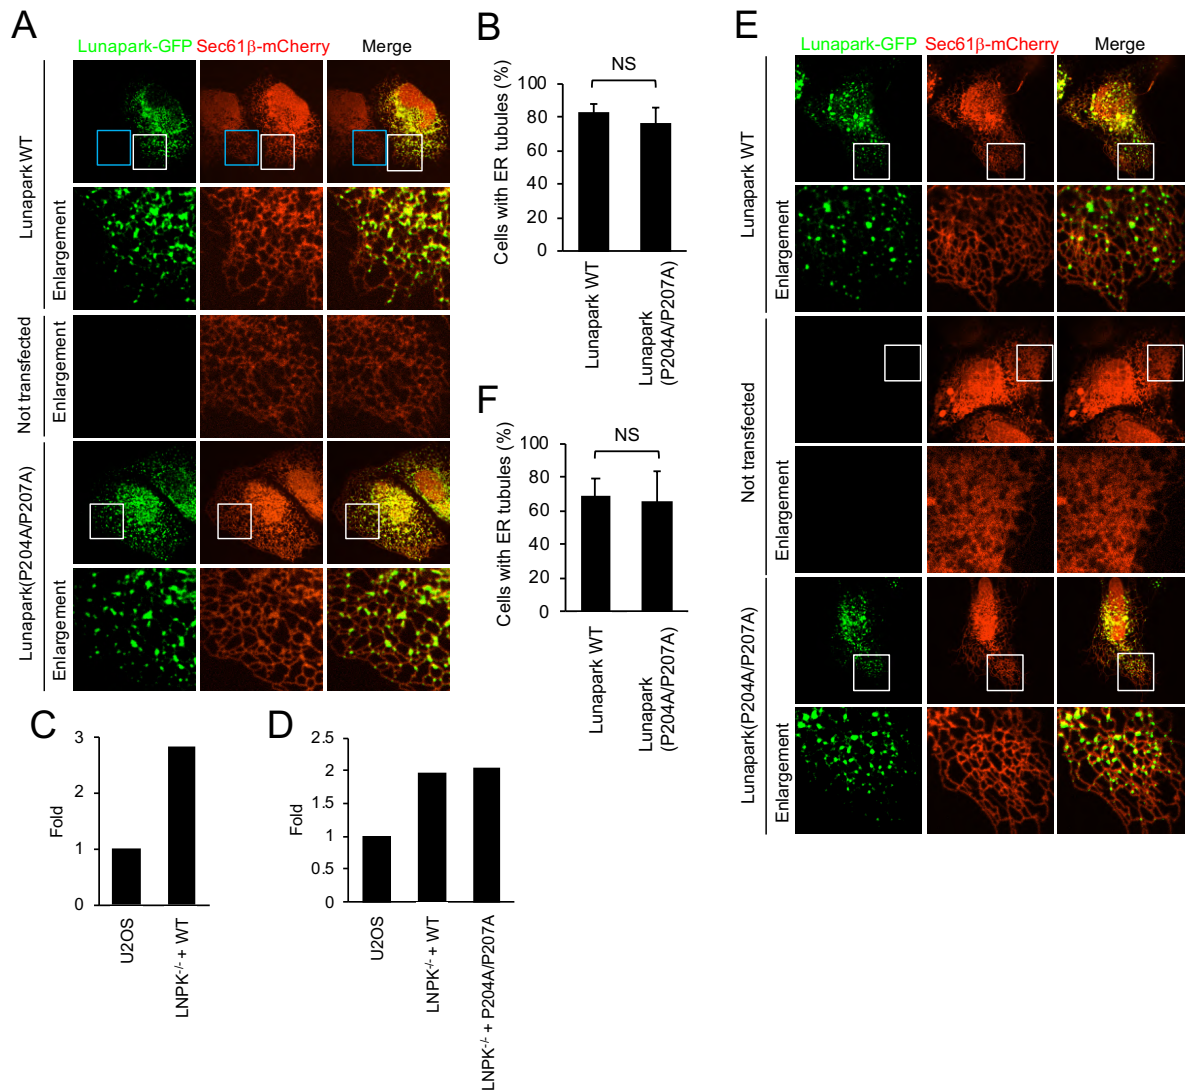 A
Lunapark-GFP Sec61β-mCherry Merge
Lunapark WT
Enlargement
Not transfected
Enlargement
Lunapark(P204A/P207A)
Enlargement
B
Cells with ER tubules (%)
100
80
60
40
20
0
NS
Lunapark WT
Lunapark
(P204A/P207A)
F
Cells with ER tubules (%)
100
80
60
40
20
0
NS
Lunapark WT
Lunapark
(P204A/P207A)
C
Fold
3
2
1
0
U2OS
LNPK-/- + WT
D
Fold
2.5
2
1.5
1
0.5
0
U2OS
LNPK-/- + WT
LNPK-/- + P204A/P207A
E
Lunapark-GFP Sec61β-mCherry Merge
Lunapark WT
Enlargement
Not transfected
Enlargement
Lunapark(P204A/P207A)
Enlargement